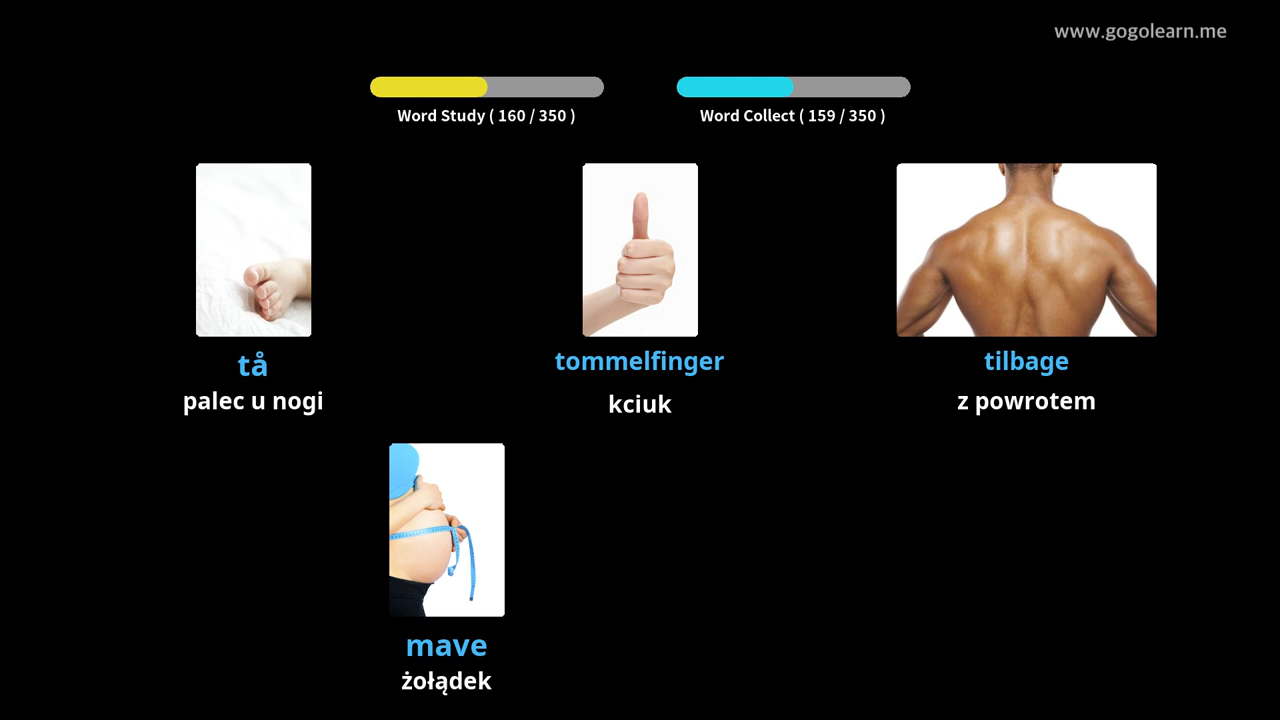 www.gogolearn.me
Word Study ( 160 / 350 )
Word Collect ( 159 / 350 )
tå
palec u nogi
tommelfinger
kciuk
tilbage
z powrotem
mave
żołądek